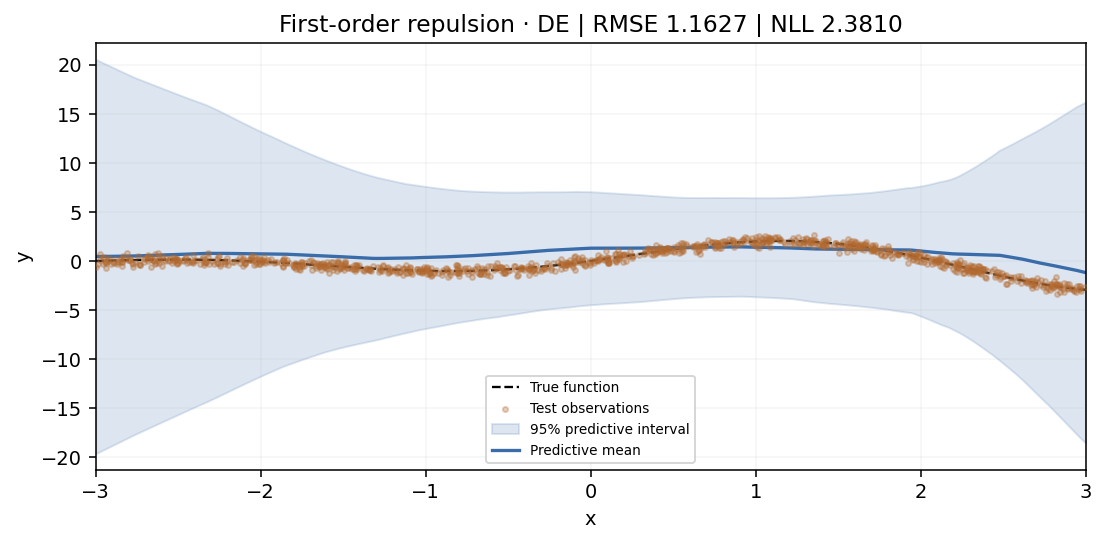 First-order repulsion · DE | RMSE 1.1627 | NLL 2.3810
20
15
10
5
0
−5
−10
−15
−20
y
True function
Test observations
95% predictive interval
Predictive mean
−3 −2 −1 0 1 2 3
x